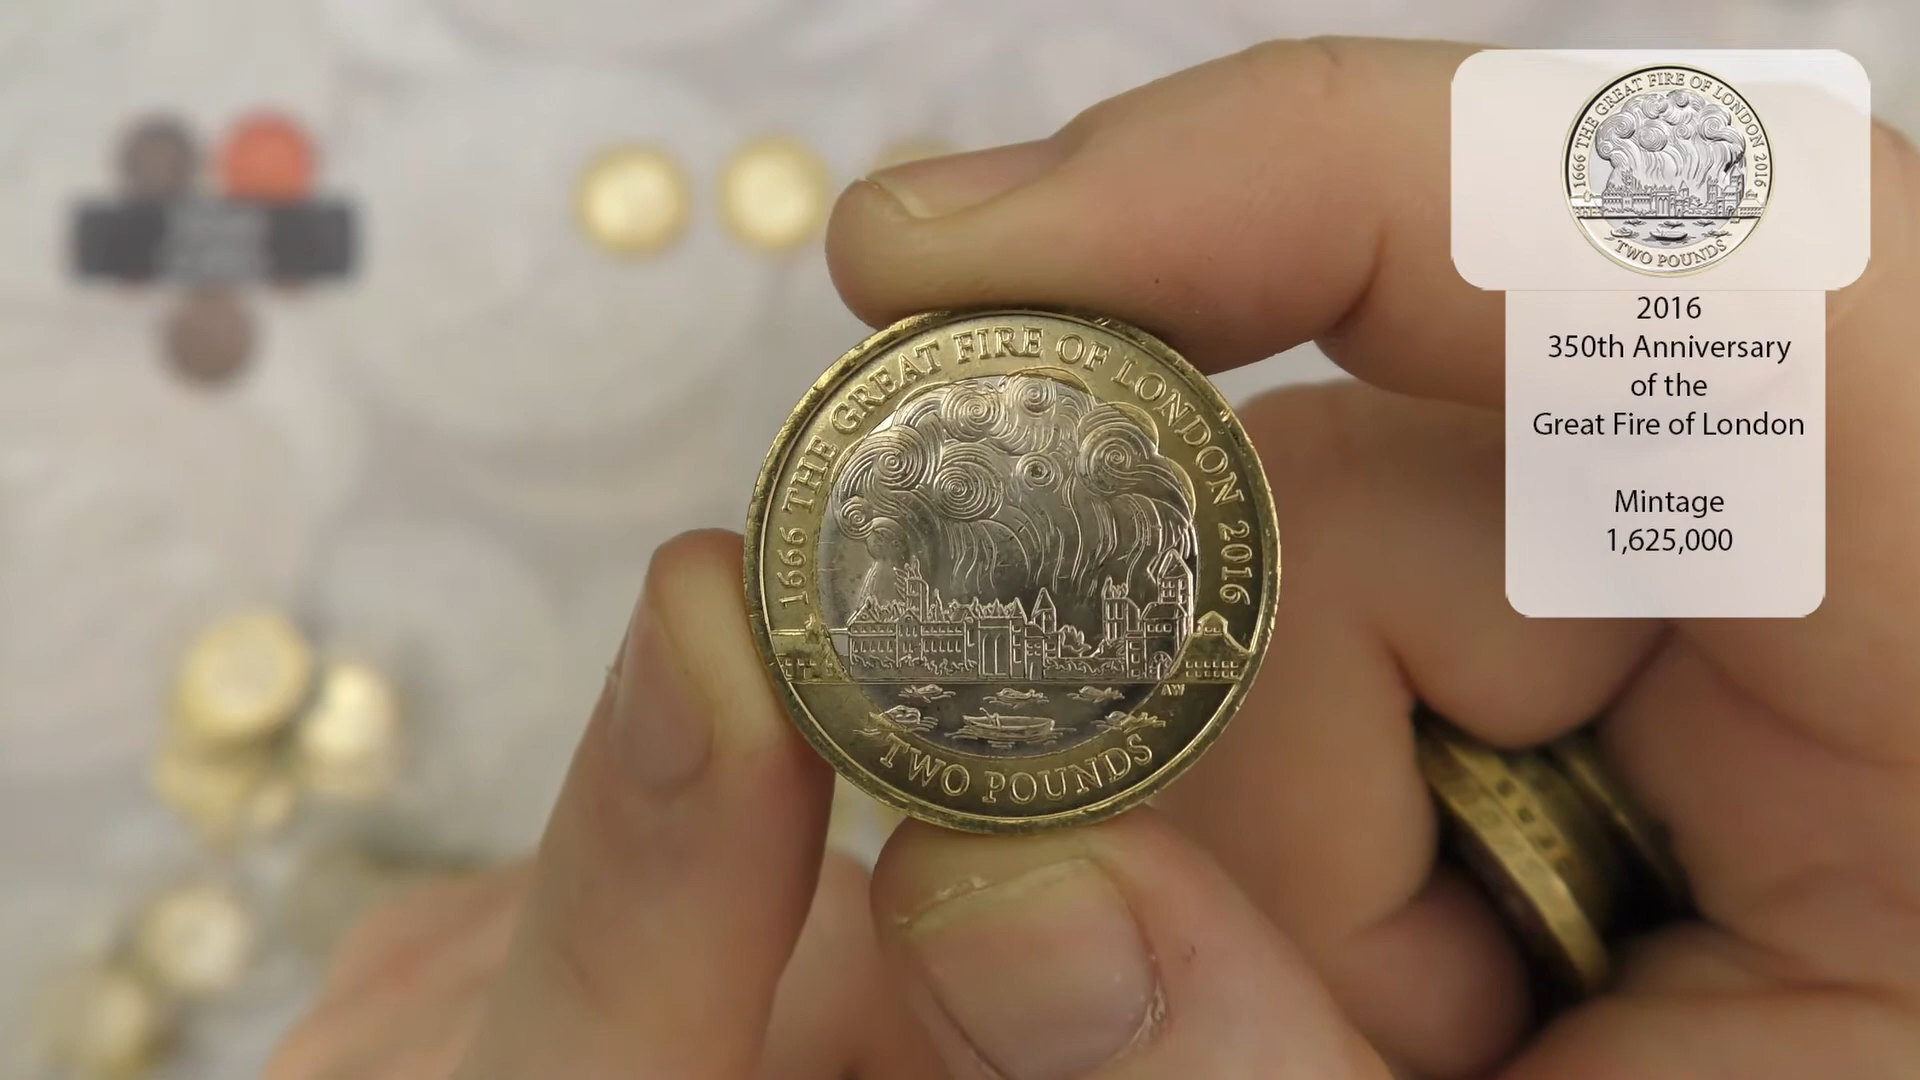 1666 THE GREAT FIRE OF LONDON 2016
TWO POUNDS
AW
1666 THE GREAT FIRE OF LONDON 2016
TWO POUNDS
2016
350th Anniversary
of the
Great Fire of London
Mintage
1,625,000